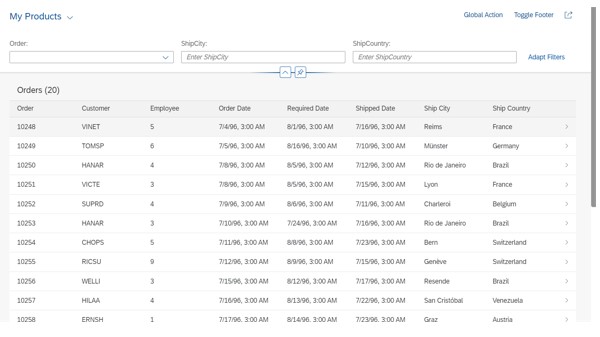 My Products
Global Action Toggle Footer
Order: ShipCity: ShipCountry:
Enter ShipCity Enter ShipCountry Adapt Filters
Orders (20)
Order Customer Employee Order Date Required Date Shipped Date Ship City Ship Country
10248 VINET 5 7/4/96, 3:00 AM 8/1/96, 3:00 AM 7/16/96, 3:00 AM Reims France
10249 TOMSP 6 7/5/96, 3:00 AM 8/16/96, 3:00 AM 7/10/96, 3:00 AM Münster Germany
10250 HANAR 4 7/8/96, 3:00 AM 8/5/96, 3:00 AM 7/12/96, 3:00 AM Rio de Janeiro Brazil
10251 VICTE 3 7/8/96, 3:00 AM 8/5/96, 3:00 AM 7/15/96, 3:00 AM Lyon France
10252 SUPRD 4 7/9/96, 3:00 AM 8/6/96, 3:00 AM 7/11/96, 3:00 AM Charleroi Belgium
10253 HANAR 3 7/10/96, 3:00 AM 7/24/96, 3:00 AM 7/16/96, 3:00 AM Rio de Janeiro Brazil
10254 CHOPS 5 7/11/96, 3:00 AM 8/8/96, 3:00 AM 7/23/96, 3:00 AM Bern Switzerland
10255 RICSU 9 7/12/96, 3:00 AM 8/9/96, 3:00 AM 7/15/96, 3:00 AM Genève Switzerland
10256 WELLI 3 7/15/96, 3:00 AM 8/12/96, 3:00 AM 7/17/96, 3:00 AM Resende Brazil
10257 HILAA 4 7/16/96, 3:00 AM 8/13/96, 3:00 AM 7/22/96, 3:00 AM San Cristóbal Venezuela
10258 ERNSH 1 7/17/96, 3:00 AM 8/14/96, 3:00 AM 7/23/96, 3:00 AM Graz Austria